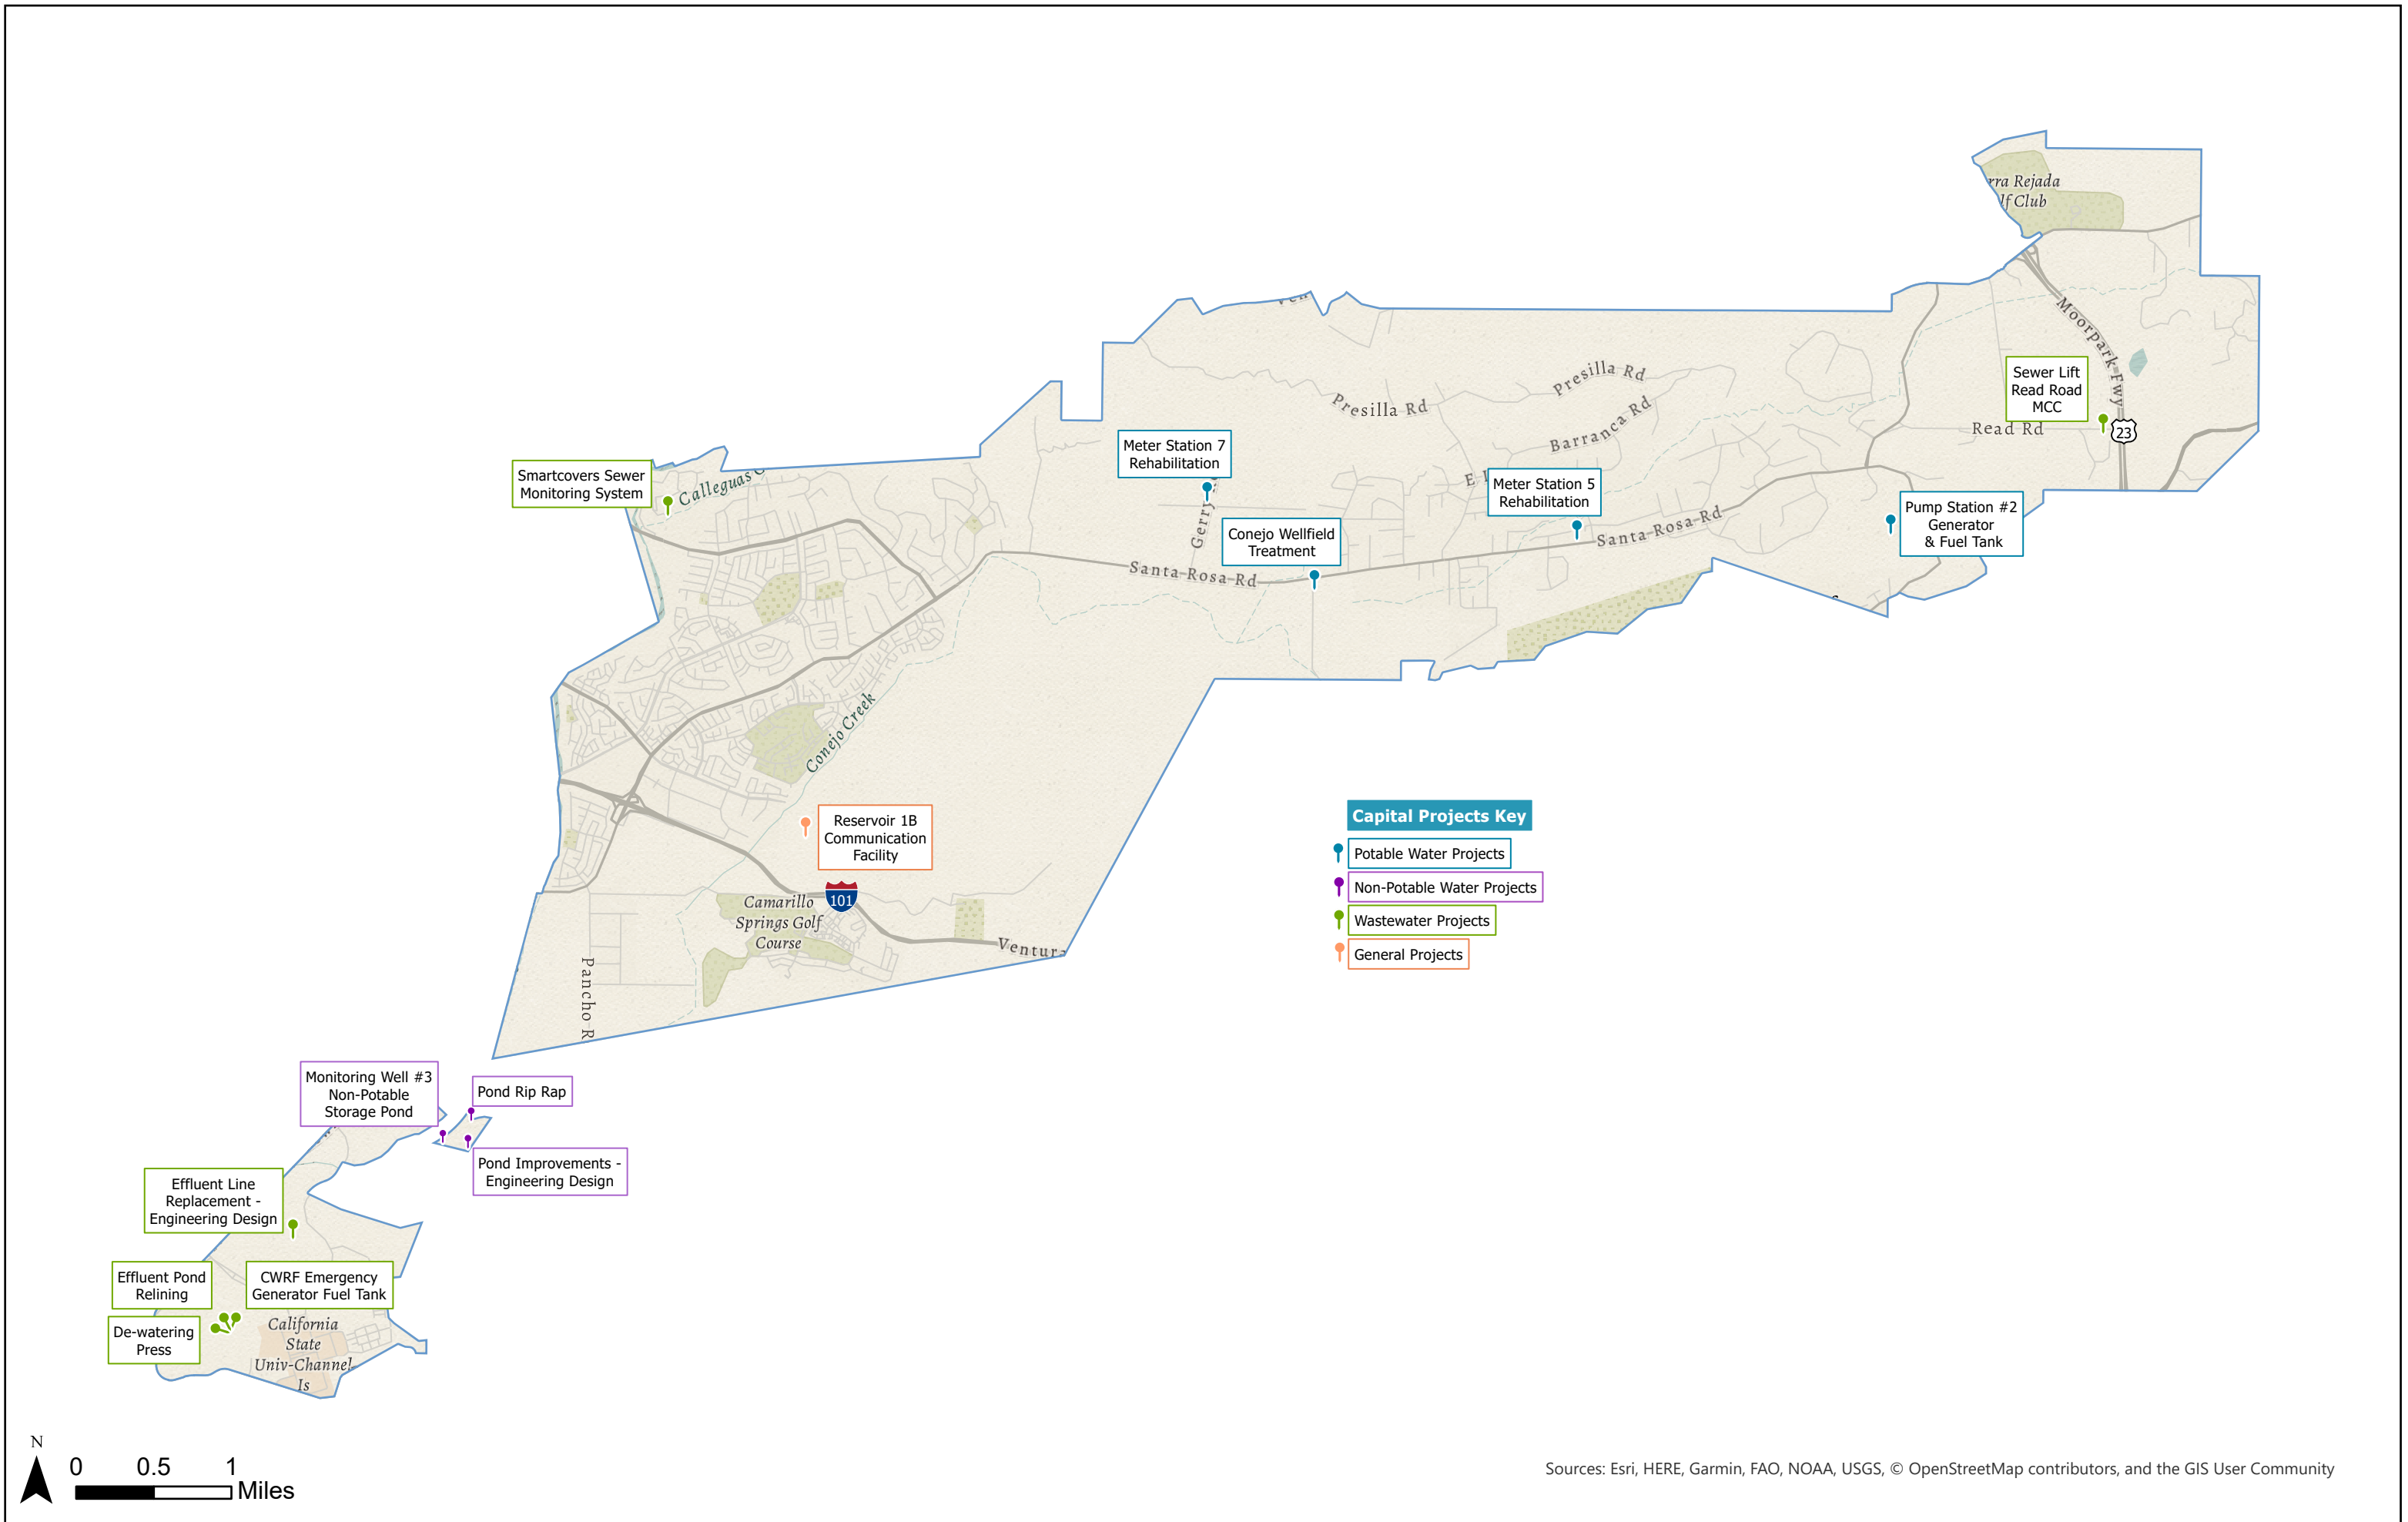 rra Rejada
lf Club
Moorpark Fwy
Sewer Lift
Read Road
MCC
Read Rd
23
Presilla Rd
Presilla Rd
Barranca Rd
Meter Station 7
Rehabilitation
Gerry
Smartcovers Sewer
Monitoring System
Calleguas C
Meter Station 5
Rehabilitation
Santa Rosa Rd
Pump Station #2
Generator
& Fuel Tank
Conejo Wellfield
Treatment
Santa Rosa Rd
Conejo Creek
Reservoir 1B
Communication
Facility
101
Camarillo
Springs Golf
Course
Ventura
Pancho R
Capital Projects Key
Potable Water Projects
Non-Potable Water Projects
Wastewater Projects
General Projects
Monitoring Well #3
Non-Potable
Storage Pond
Pond Rip Rap
Pond Improvements -
Engineering Design
Effluent Line
Replacement -
Engineering Design
Effluent Pond
Relining
CWRF Emergency
Generator Fuel Tank
De-watering
Press
California
State
Univ-Channel
Is
N
0 0.5 1
Miles
Sources: Esri, HERE, Garmin, FAO, NOAA, USGS, © OpenStreetMap contributors, and the GIS User Community